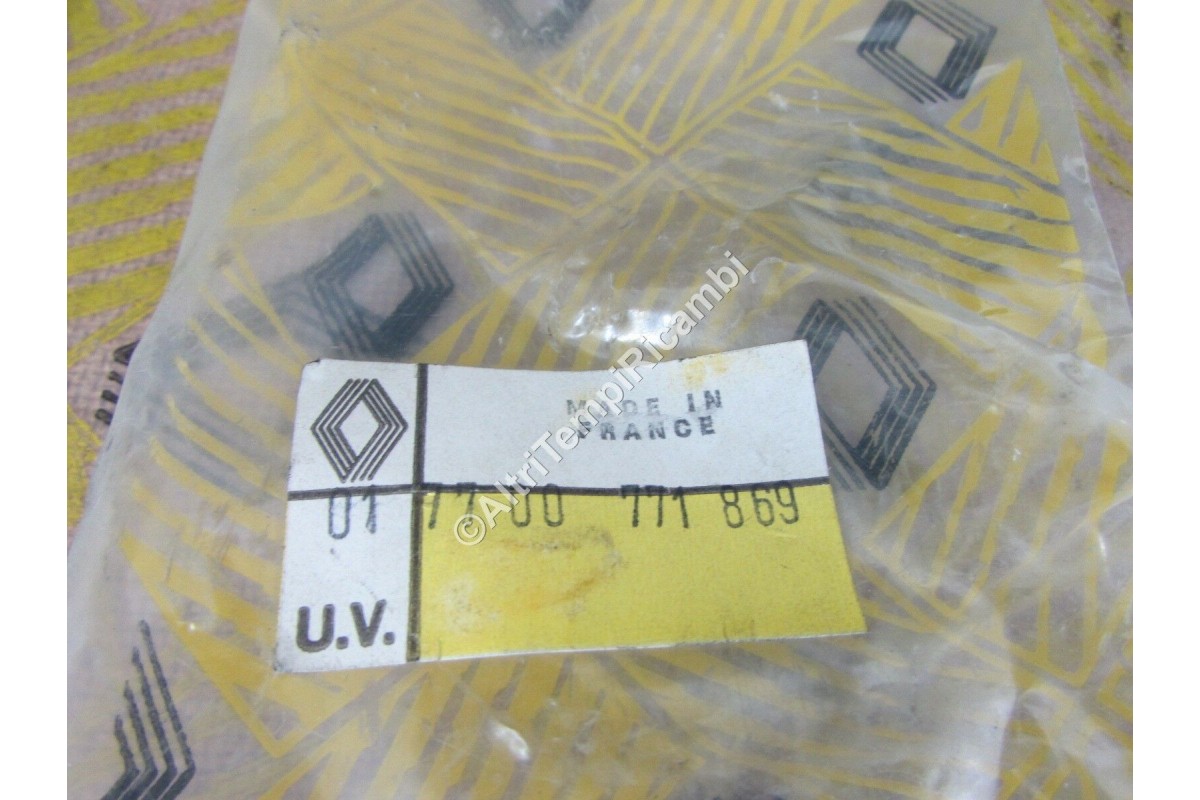 MADE IN
FRANCE
01 77 00 771 869
U.V.
©AltriTempiRicambi